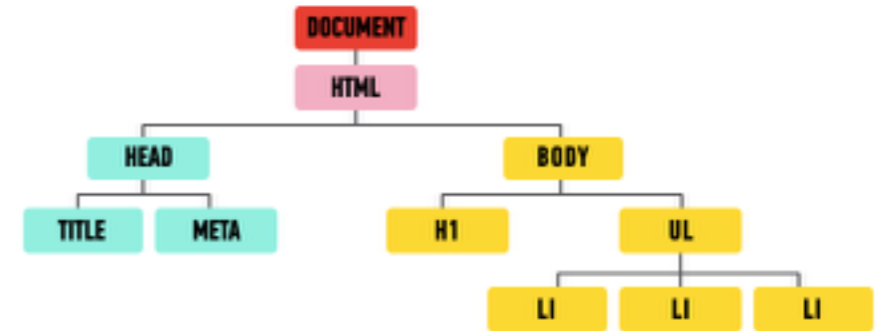 DOCUMENT
HTML
HEAD
BODY
TITLE
META
H1
UL
LI
LI
LI